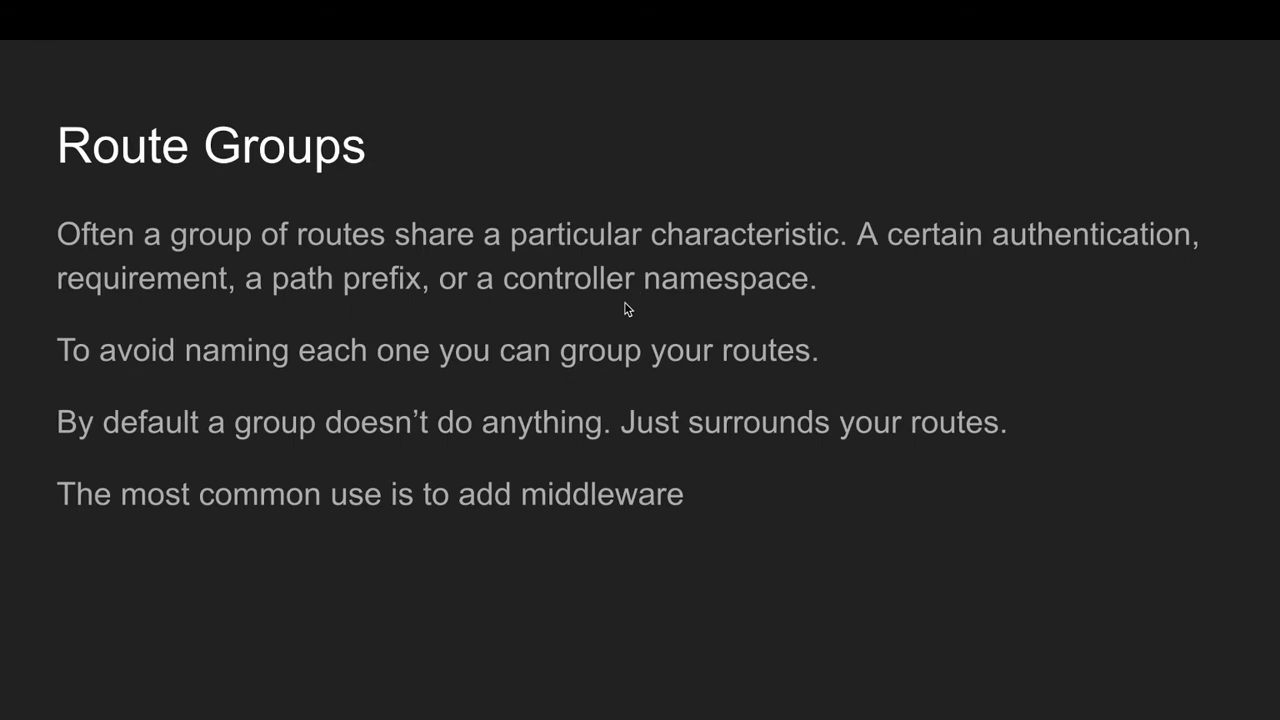 Route Groups
Often a group of routes share a particular characteristic. A certain authentication,
requirement, a path prefix, or a controller namespace.
To avoid naming each one you can group your routes.
By default a group doesn’t do anything. Just surrounds your routes.
The most common use is to add middleware